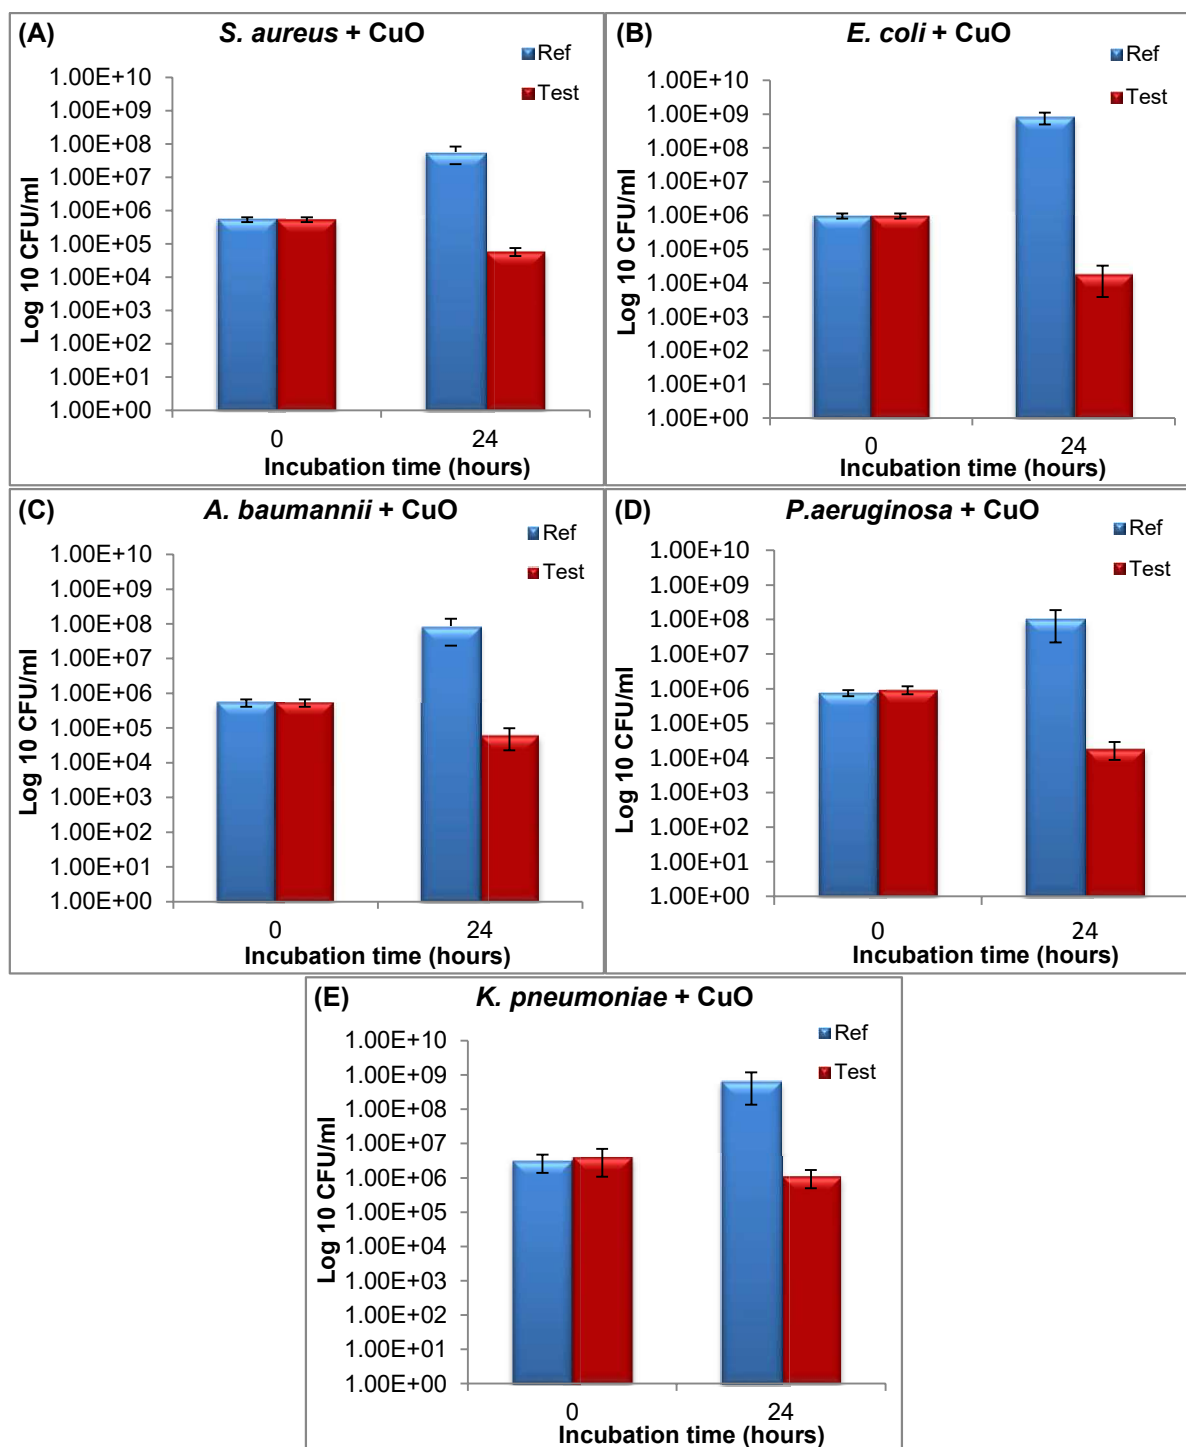 (A) S. aureus + CuO
Ref
Test
1.00E+10
1.00E+09
1.00E+08
1.00E+07
1.00E+06
1.00E+05
1.00E+04
1.00E+03
1.00E+02
1.00E+01
1.00E+00
Log 10 CFU/ml
0 24
Incubation time (hours)
(B) E. coli + CuO
Ref
Test
1.00E+10
1.00E+09
1.00E+08
1.00E+07
1.00E+06
1.00E+05
1.00E+04
1.00E+03
1.00E+02
1.00E+01
1.00E+00
Log 10 CFU/ml
0 24
Incubation time (hours)
(C) A. baumannii + CuO
Ref
Test
1.00E+10
1.00E+09
1.00E+08
1.00E+07
1.00E+06
1.00E+05
1.00E+04
1.00E+03
1.00E+02
1.00E+01
1.00E+00
Log 10 CFU/ml
0 24
Incubation time (hours)
(D) P.aeruginosa + CuO
Ref
Test
1.00E+10
1.00E+09
1.00E+08
1.00E+07
1.00E+06
1.00E+05
1.00E+04
1.00E+03
1.00E+02
1.00E+01
1.00E+00
Log 10 CFU/ml
0 24
Incubation time (hours)
(E) K. pneumoniae + CuO
Ref
Test
1.00E+10
1.00E+09
1.00E+08
1.00E+07
1.00E+06
1.00E+05
1.00E+04
1.00E+03
1.00E+02
1.00E+01
1.00E+00
Log 10 CFU/ml
0 24
Incubation time (hours)